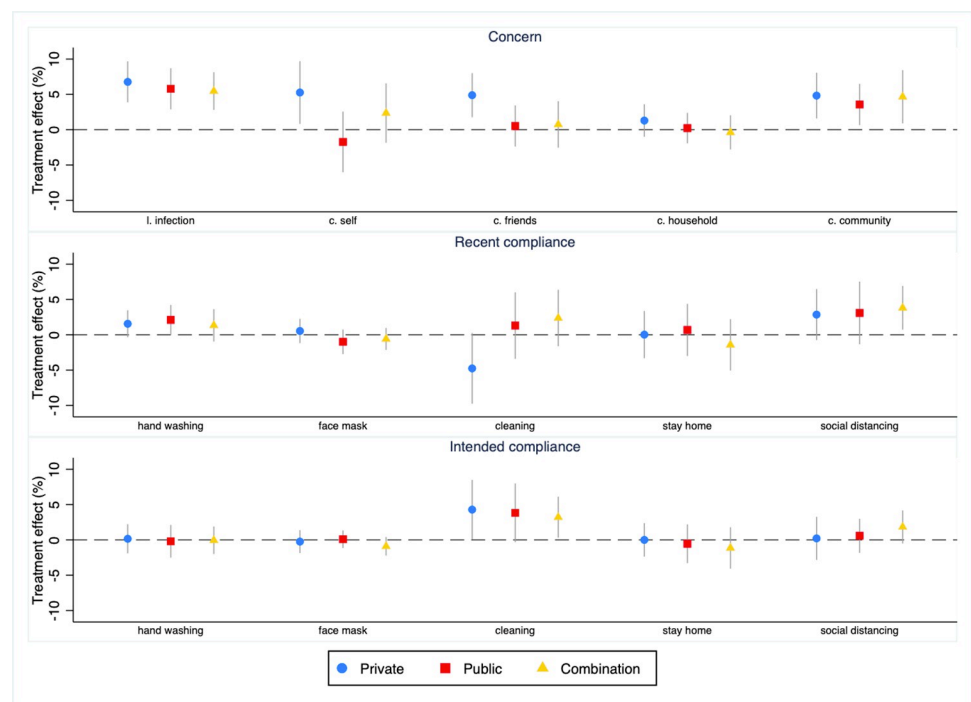 Concern
Treatment effect (%)
10
5
0
-5
-10
l. infection c. self c. friends c. household c. community
Recent compliance
Treatment effect (%)
10
5
0
-5
-10
hand washing face mask cleaning stay home social distancing
Intended compliance
Treatment effect (%)
10
5
0
-5
-10
hand washing face mask cleaning stay home social distancing
Private Public Combination